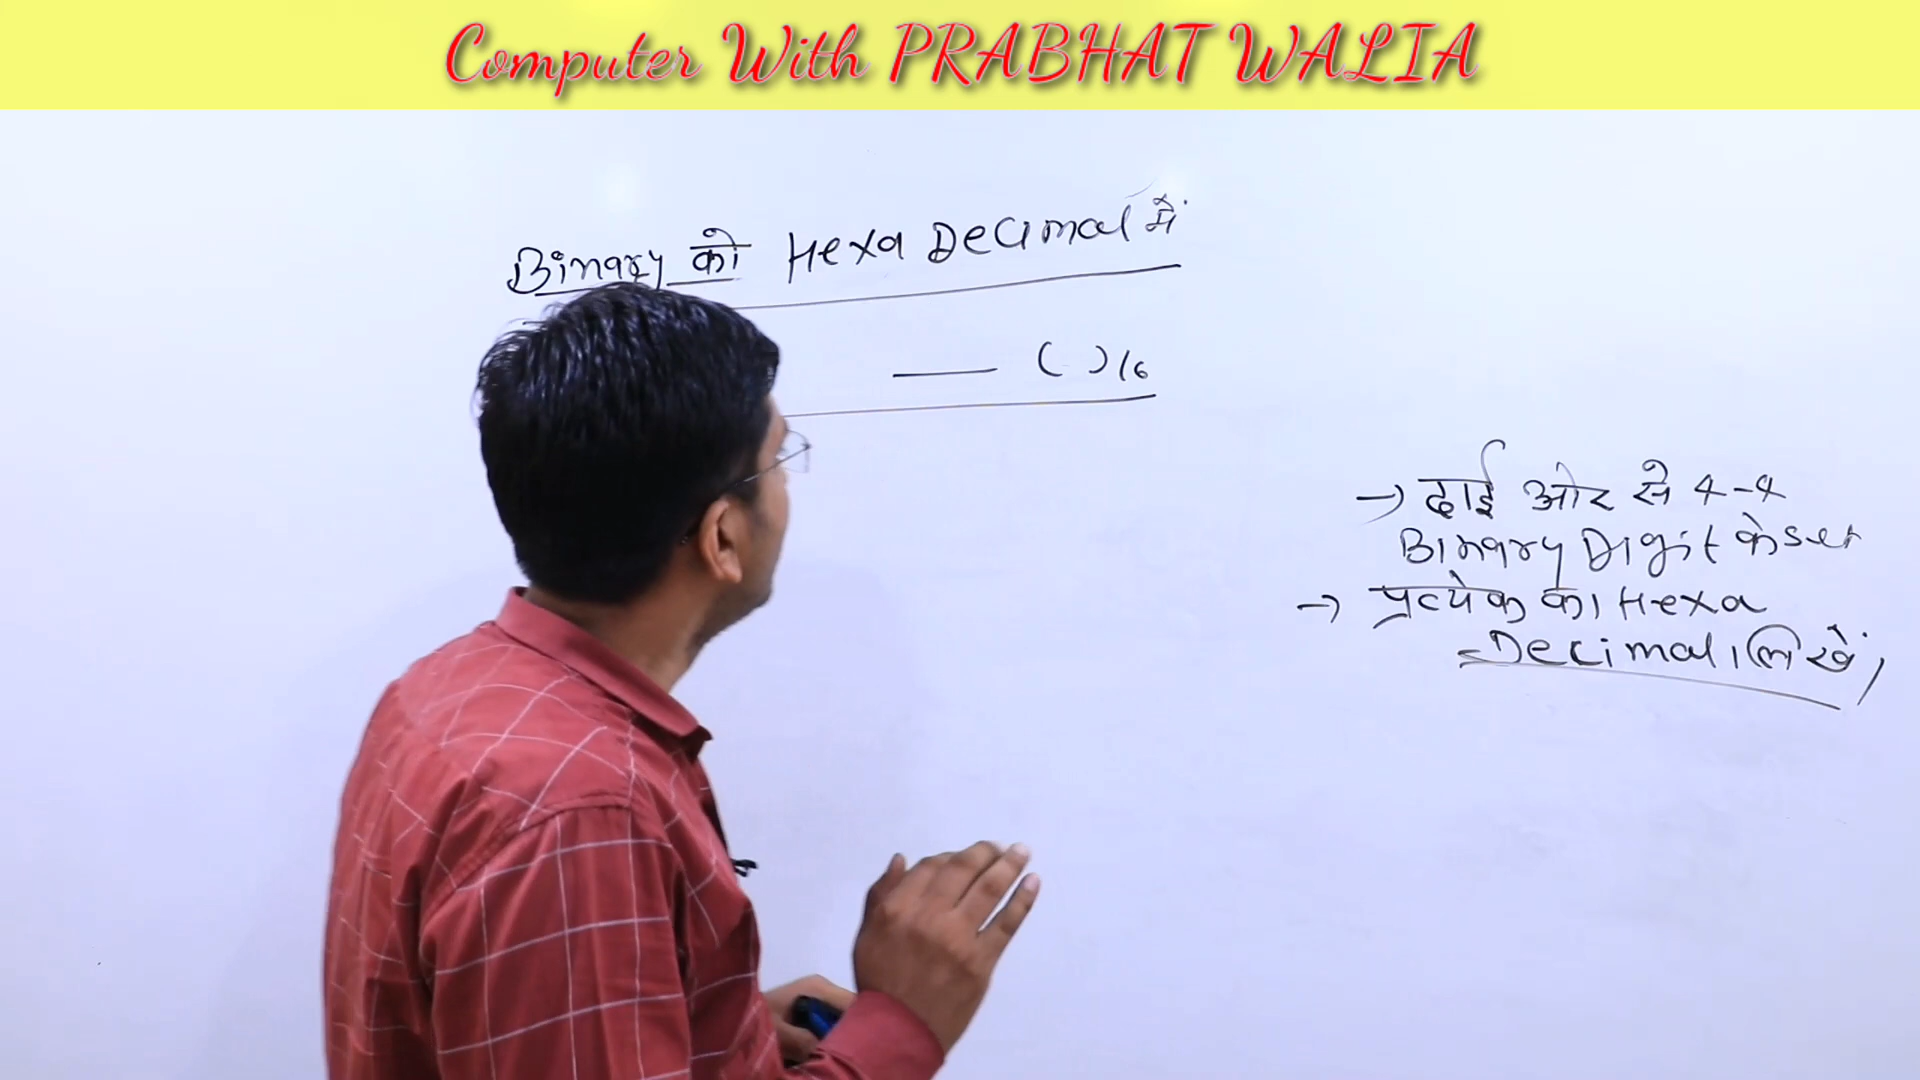 Computer With PRABHAT WALIA
Binary को Hexa Decimal में
—— ( )16
→ दाई ओर से 4-4
Binary Digit के Set
→ प्रत्येक का Hexa
Decimal लिखें,